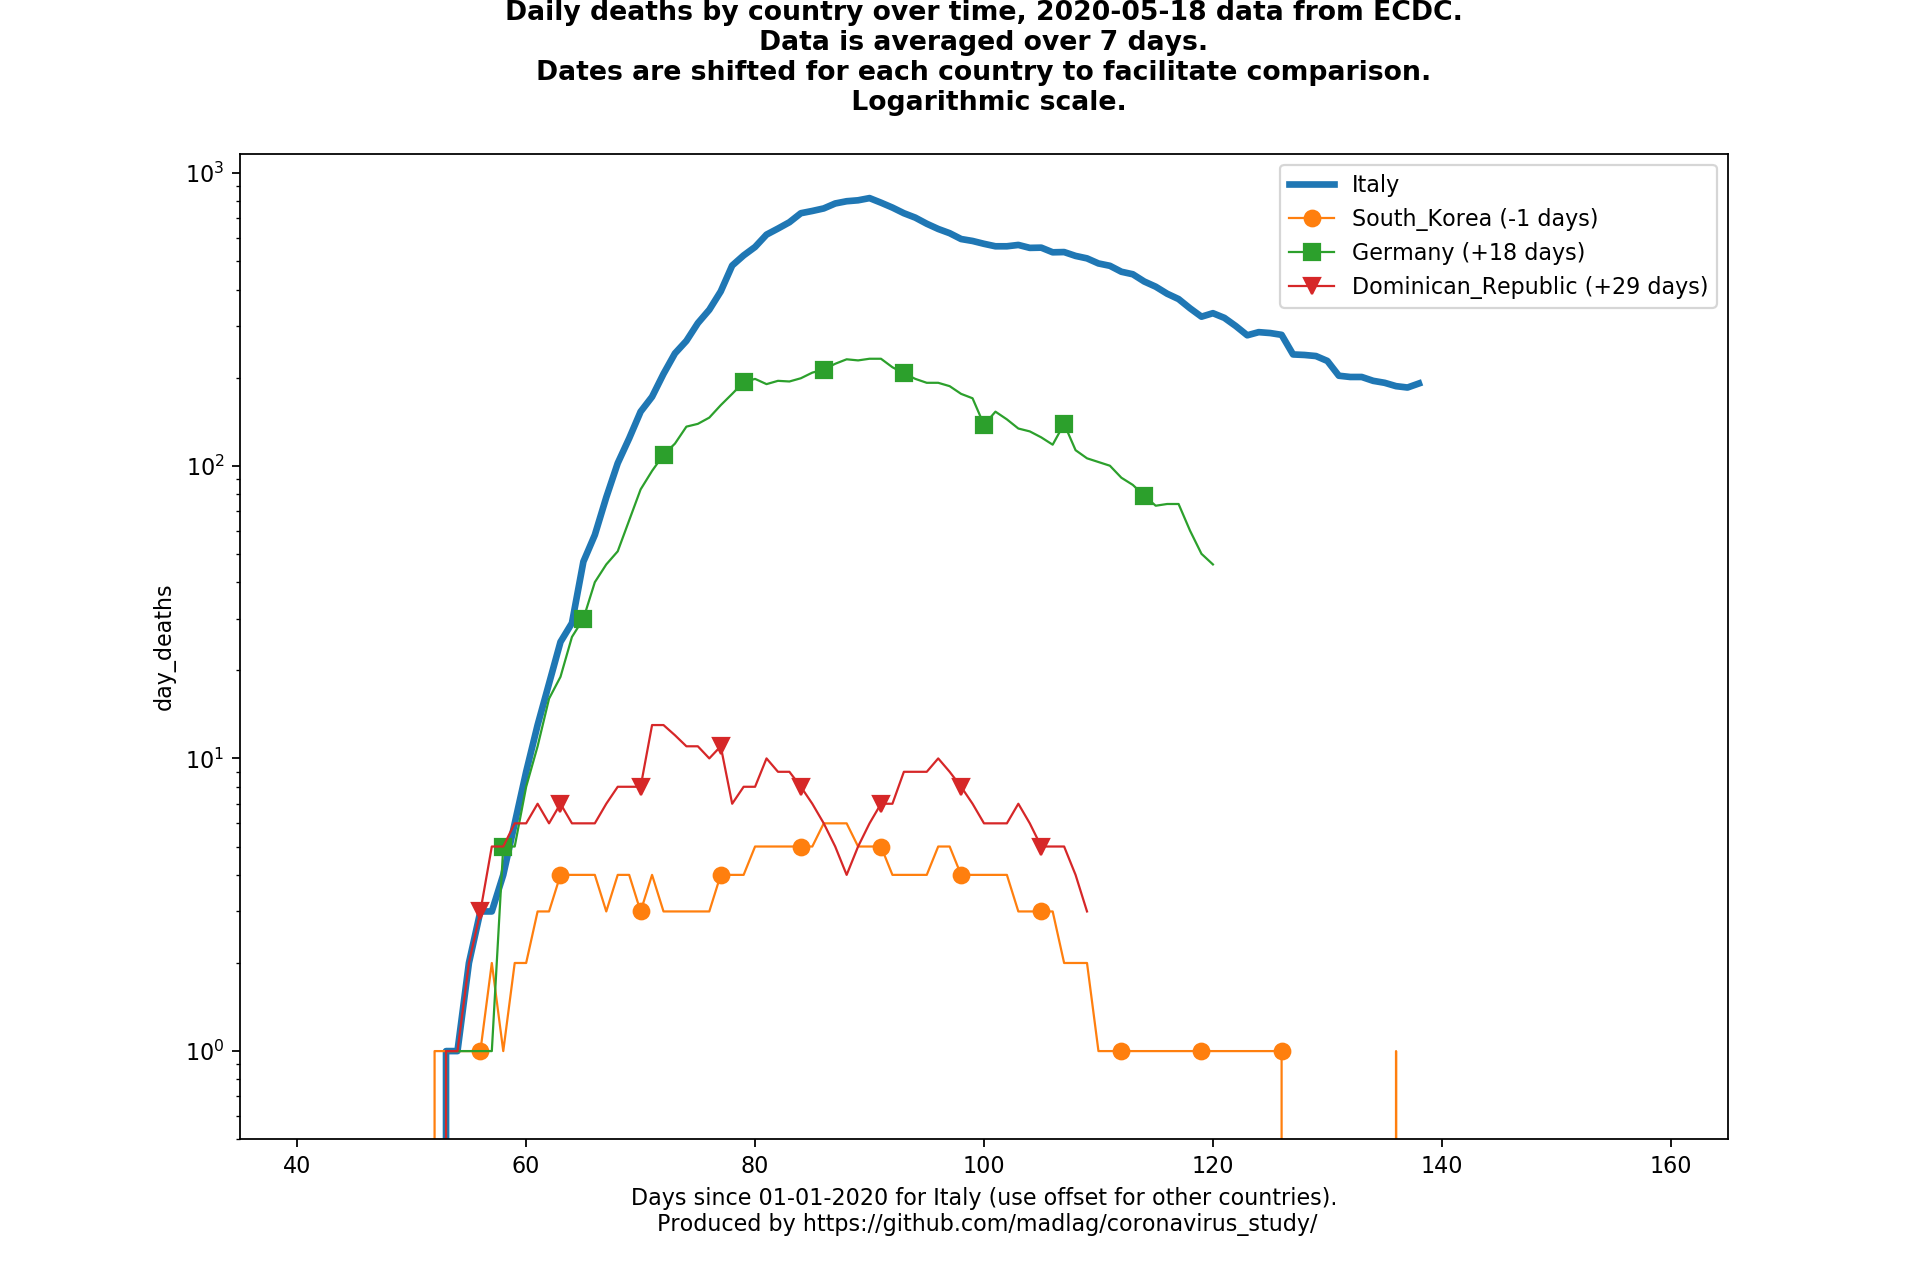 Daily deaths by country over time, 2020-05-18 data from ECDC.
Data is averaged over 7 days.
Dates are shifted for each country to facilitate comparison.
Logarithmic scale.
10^3
10^2
10^1
10^0
day_deaths
Italy
South_Korea (-1 days)
Germany (+18 days)
Dominican_Republic (+29 days)
40 60 80 100 120 140 160
Days since 01-01-2020 for Italy (use offset for other countries).
Produced by https://github.com/madlag/coronavirus_study/